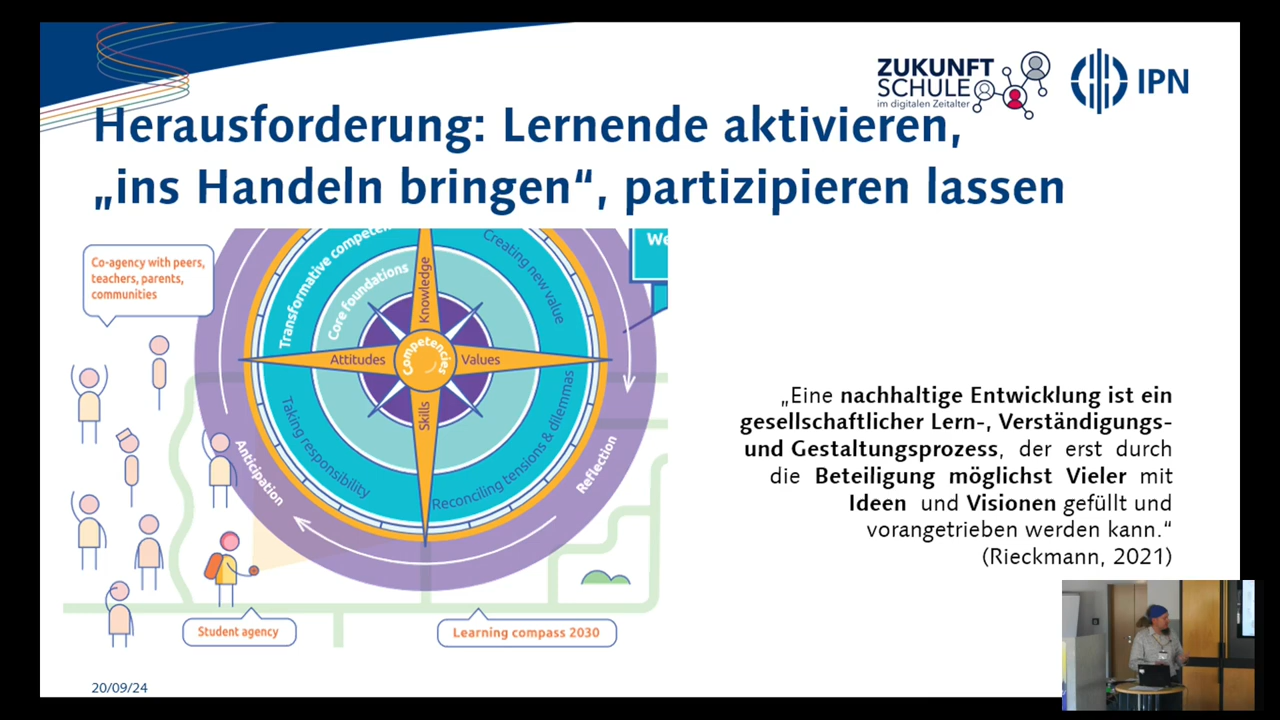 ZUKUNFT
SCHULE
im digitalen Zeitalter
IPN
Herausforderung: Lernende aktivieren,
„ins Handeln bringen“, partizipieren lassen
Co-agency with peers,
teachers, parents,
communities
We
Transformative competen
Creating new value
Core foundations
Knowledge
Attitudes
Competencies
Values
Skills
Taking responsibility
Reconciling tensions & dilemmas
Anticipation
Reflection
Student agency
Learning compass 2030
„Eine nachhaltige Entwicklung ist ein
gesellschaftlicher Lern-, Verständigungs-
und Gestaltungsprozess, der erst durch
die Beteiligung möglichst Vieler mit
Ideen und Visionen gefüllt und
vorangetrieben werden kann.“
(Rieckmann, 2021)
20/09/24